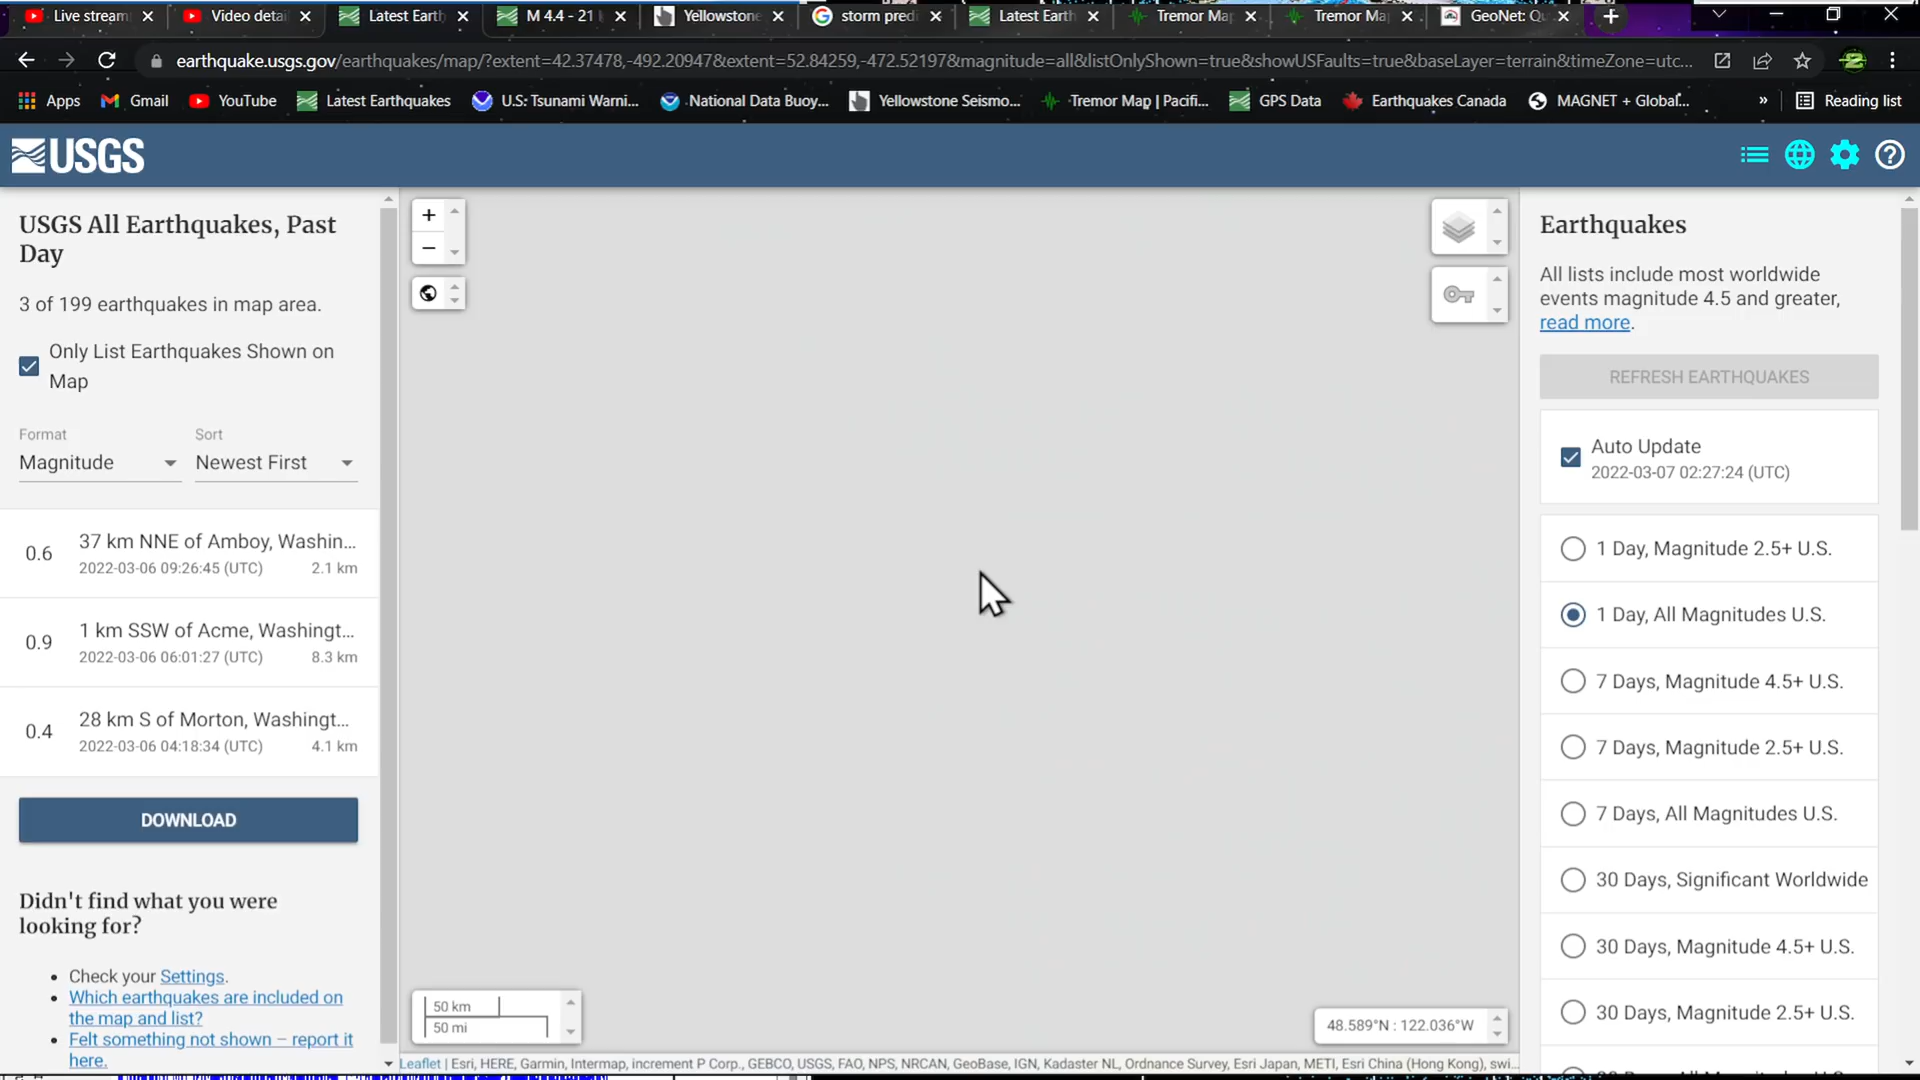 Live stream
Video detai
Latest Eart
M 4.4 - 21
Yellowstone
storm pred
Latest Earth
Tremor Map
Tremor Ma
GeoNet: Qu
earthquake.usgs.gov/earthquakes/map/?extent=42.37478,-492.20947&extent=52.84259,-472.52197&magnitude=all&listOnlyShown=true&showUSFaults=true&baseLayer=terrain&timeZone=utc...
Apps
Gmail
YouTube
Latest Earthquakes
U.S: Tsunami Warni...
National Data Buoy...
Yellowstone Seismo...
Tremor Map | Pacifi...
GPS Data
Earthquakes Canada
MAGNET + Global...
»
Reading list
USGS
USGS All Earthquakes, Past
Day
3 of 199 earthquakes in map area.
Only List Earthquakes Shown on
Map
Format
Sort
Magnitude
Newest First
0.6
37 km NNE of Amboy, Washin...
2022-03-06 09:26:45 (UTC)
2.1 km
0.9
1 km SSW of Acme, Washingt...
2022-03-06 06:01:27 (UTC)
8.3 km
0.4
28 km S of Morton, Washingt...
2022-03-06 04:18:34 (UTC)
4.1 km
DOWNLOAD
Didn't find what you were
looking for?
• Check your Settings.
• Which earthquakes are included on
the map and list?
• Felt something not shown – report it
here.
+
−
50 km
50 mi
48.589°N : 122.036°W
Leaflet | Esri, HERE, Garmin, Intermap, increment P Corp., GEBCO, USGS, FAO, NPS, NRCAN, GeoBase, IGN, Kadaster NL, Ordnance Survey, Esri Japan, METI, Esri China (Hong Kong), swi...
Earthquakes
All lists include most worldwide
events magnitude 4.5 and greater,
read more.
REFRESH EARTHQUAKES
Auto Update
2022-03-07 02:27:24 (UTC)
1 Day, Magnitude 2.5+ U.S.
1 Day, All Magnitudes U.S.
7 Days, Magnitude 4.5+ U.S.
7 Days, Magnitude 2.5+ U.S.
7 Days, All Magnitudes U.S.
30 Days, Significant Worldwide
30 Days, Magnitude 4.5+ U.S.
30 Days, Magnitude 2.5+ U.S.